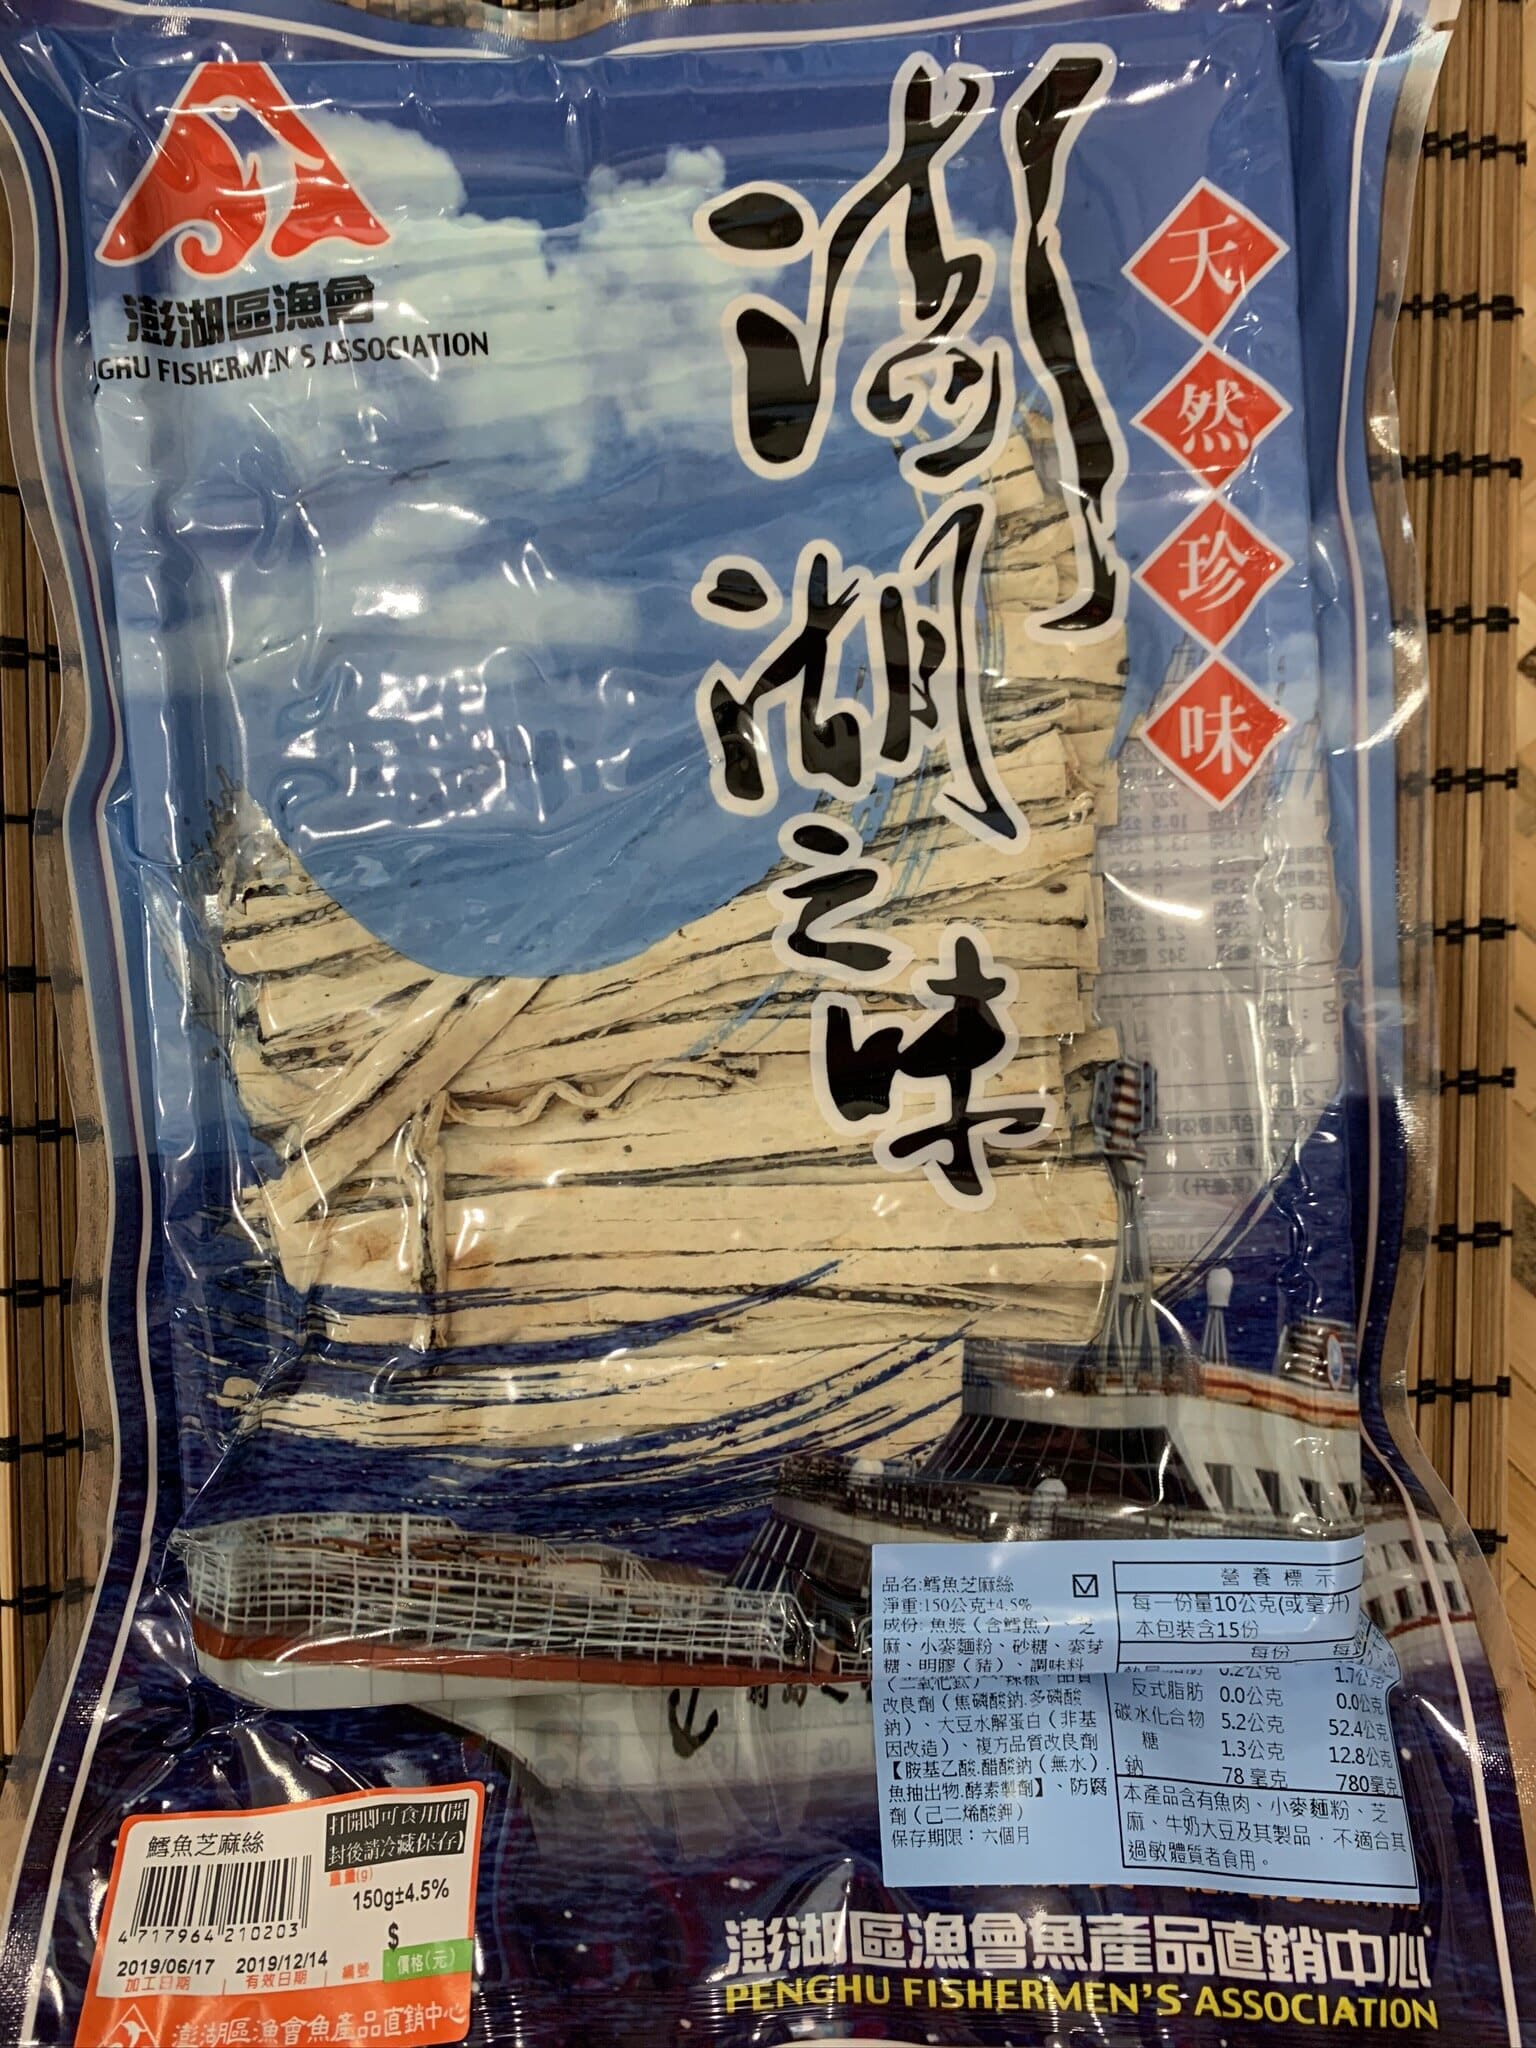 澎湖區漁會
GHU FISHERMEN'S ASSOCIATION
澎湖之味
天然珍味
品名:鱈魚芝麻絲
淨重:150公克±4.5%
成份: 魚漿（含鱈魚）、芝
麻、小麥麵粉、砂糖、麥芽
糖、明膠（豬）、調味料
改良劑（焦磷酸鈉.多磷酸
鈉）、大豆水解蛋白（非基
因改造）、複方品質改良劑
【胺基乙酸.醋酸鈉（無水）.
魚抽出物.酵素製劑】、防腐
劑（己二烯酸鉀）
保存期限：六個月
營養標示
每一份量10公克(或毫升)
本包裝含15份
每份
0.2公克 1.7公克
反式脂肪 0.0公克 0.0公克
碳水化合物 5.2公克 52.4公克
糖 1.3公克 12.8公克
鈉 78毫克 780毫克
本產品含有魚肉、小麥麵粉、芝
麻、牛奶大豆及其製品，不適合其
過敏體質者食用。
鱈魚芝麻絲
打開即可食用(開
封後請冷藏保存)
重量(g)
150g±4.5%
4 717964 210203
$
2019/06/17 2019/12/14
加工日期 有效日期 編號 價格(元)
澎湖區漁會魚產品直銷中心
澎湖區漁會魚產品直銷中心
PENGHU FISHERMEN'S ASSOCIATION